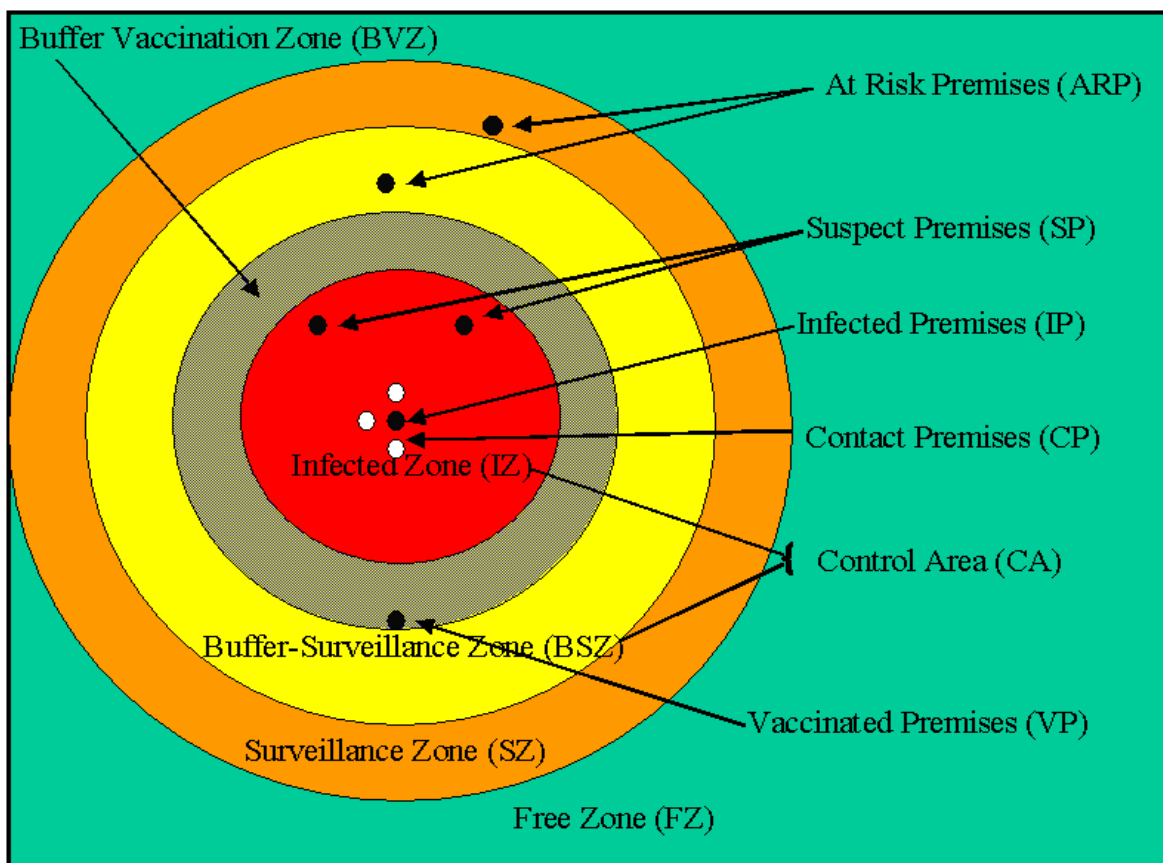 Buffer Vaccination Zone (BVZ)
At Risk Premises (ARP)
Suspect Premises (SP)
Infected Premises (IP)
Contact Premises (CP)
Infected Zone (IZ)
Control Area (CA)
Buffer-Surveillance Zone (BSZ)
Vaccinated Premises (VP)
Surveillance Zone (SZ)
Free Zone (FZ)